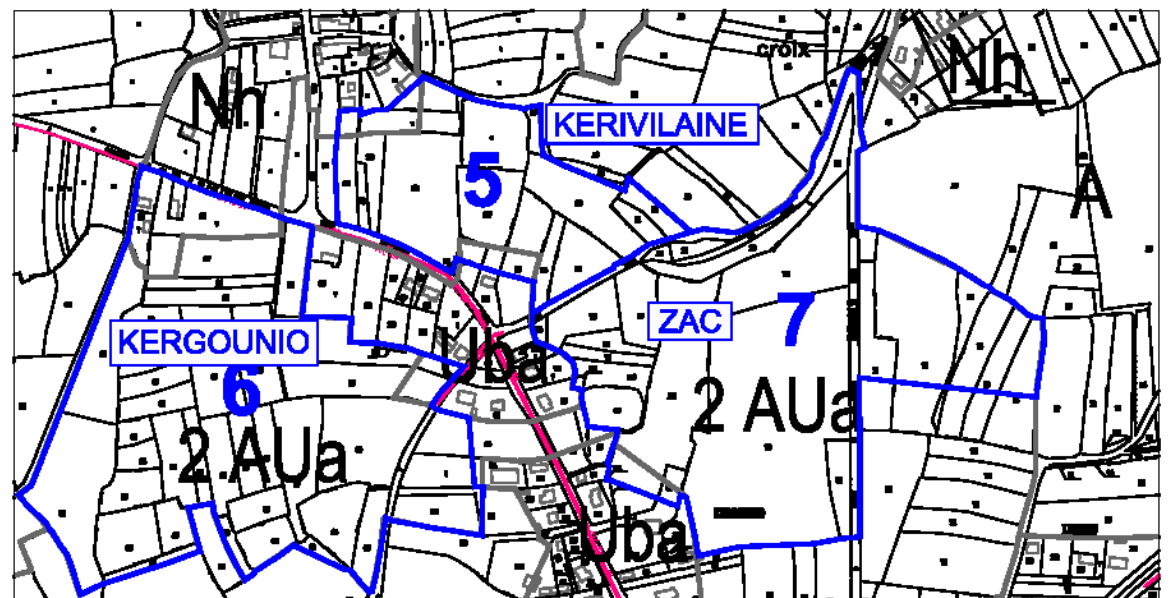 croix
Nh
Nh
KERIVILAINE
5
A
ZAC
7
KERGOUNIO
Uba
6
2 AUa
2 AUa
Uba